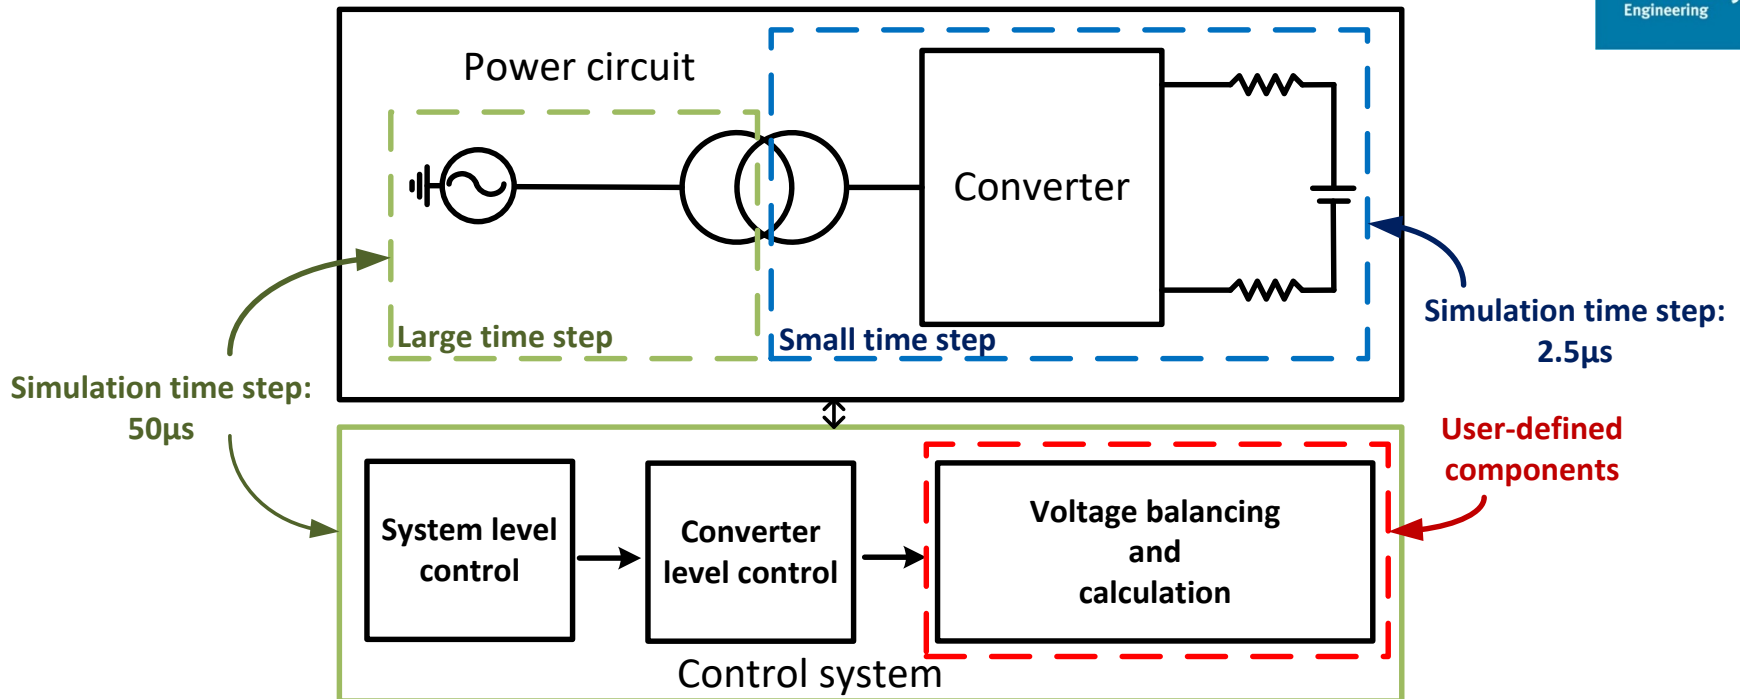 Engineering
Power circuit
Converter
Large time step
Small time step
Simulation time step:
2.5µs
Simulation time step:
50µs
User-defined
components
System level
control
Converter
level control
Voltage balancing
and
calculation
Control system